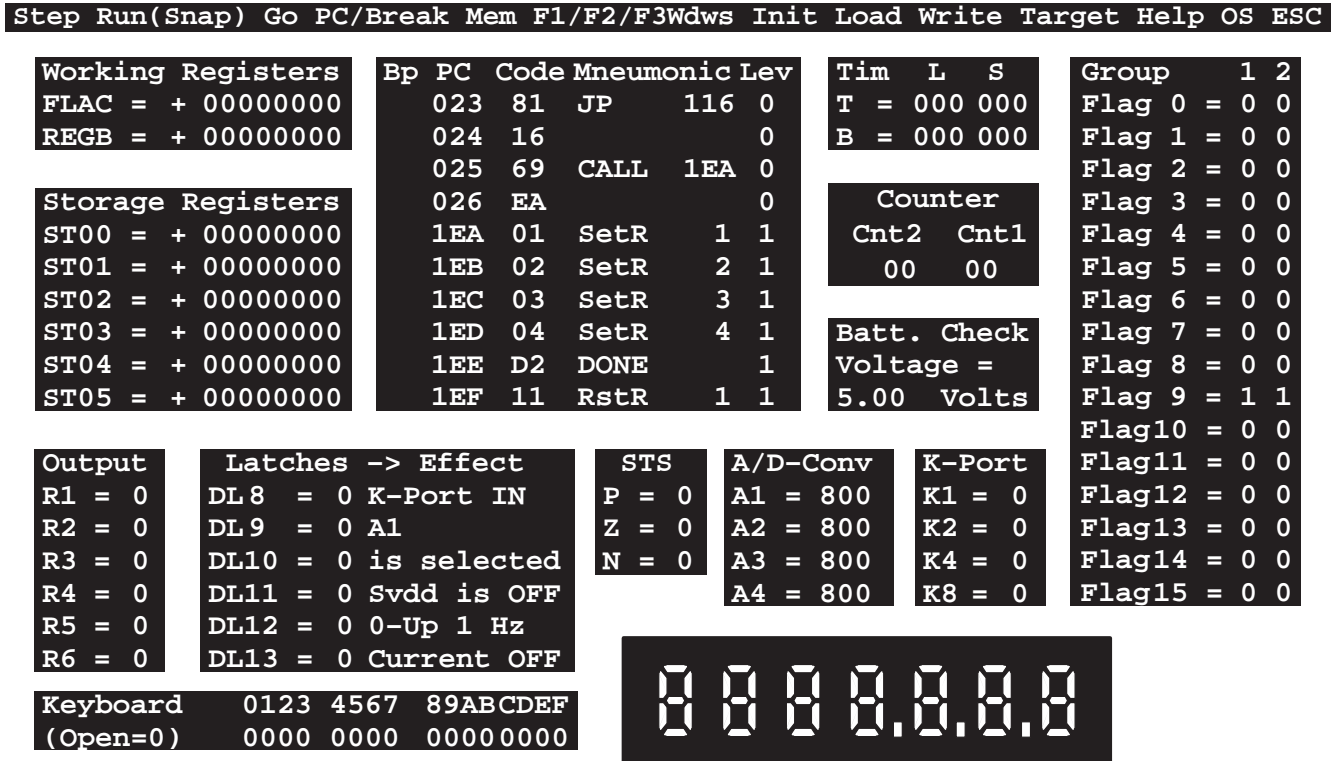 Step Run(Snap) Go PC/Break Mem F1/F2/F3Wdws Init Load Write Target Help OS ESC
Working Registers
FLAC = + 00000000
REGB = + 00000000
Storage Registers
ST00 = + 00000000
ST01 = + 00000000
ST02 = + 00000000
ST03 = + 00000000
ST04 = + 00000000
ST05 = + 00000000
Bp PC Code Mneumonic Lev
023 81 JP 116 0
024 16 0
025 69 CALL 1EA 0
026 EA 0
1EA 01 SetR 1 1
1EB 02 SetR 2 1
1EC 03 SetR 3 1
1ED 04 SetR 4 1
1EE D2 DONE 1
1EF 11 RstR 1 1
Tim L S
T = 000 000
B = 000 000
Counter
Cnt2 Cnt1
00 00
Batt. Check
Voltage =
5.00 Volts
Group 1 2
Flag 0 = 0 0
Flag 1 = 0 0
Flag 2 = 0 0
Flag 3 = 0 0
Flag 4 = 0 0
Flag 5 = 0 0
Flag 6 = 0 0
Flag 7 = 0 0
Flag 8 = 0 0
Flag 9 = 1 1
Flag10 = 0 0
Flag11 = 0 0
Flag12 = 0 0
Flag13 = 0 0
Flag14 = 0 0
Flag15 = 0 0
Output
R1 = 0
R2 = 0
R3 = 0
R4 = 0
R5 = 0
R6 = 0
Latches -> Effect
DL8 = 0 K-Port IN
DL9 = 0 A1
DL10 = 0 is selected
DL11 = 0 Svdd is OFF
DL12 = 0 0-Up 1 Hz
DL13 = 0 Current OFF
STS
P = 0
Z = 0
N = 0
A/D-Conv
A1 = 800
A2 = 800
A3 = 800
A4 = 800
K-Port
K1 = 0
K2 = 0
K4 = 0
K8 = 0
Keyboard 0123 4567 89ABCDEF
(Open=0) 0000 0000 00000000
8 8 8 8.8.8.8